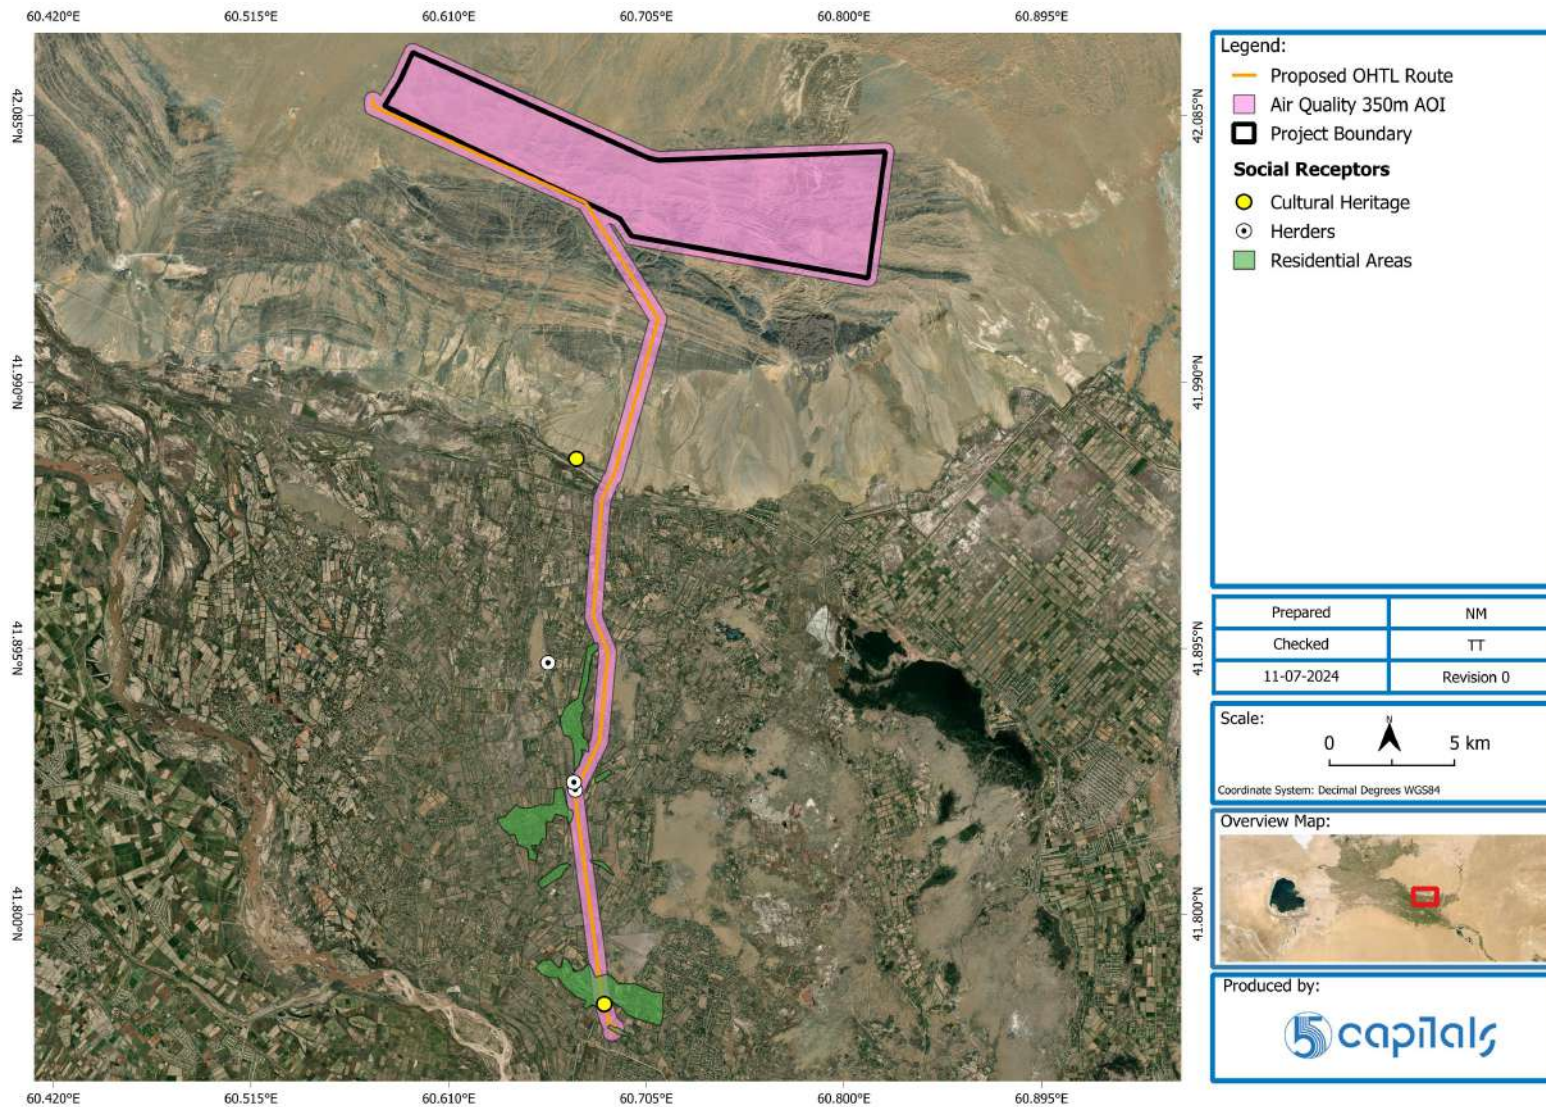 60.420°E 60.515°E 60.610°E 60.705°E 60.800°E 60.895°E
42.085°N
41.990°N
41.895°N
41.800°N
42.085°N
41.990°N
41.895°N
41.800°N
60.420°E 60.515°E 60.610°E 60.705°E 60.800°E 60.895°E
Legend:
Proposed OHTL Route
Air Quality 350m AOI
Project Boundary
Social Receptors
Cultural Heritage
Herders
Residential Areas
Prepared NM
Checked TT
11-07-2024 Revision 0
Scale:
N
0 5 km
Coordinate System: Decimal Degrees WGS84
Overview Map:
Produced by:
5 capitals